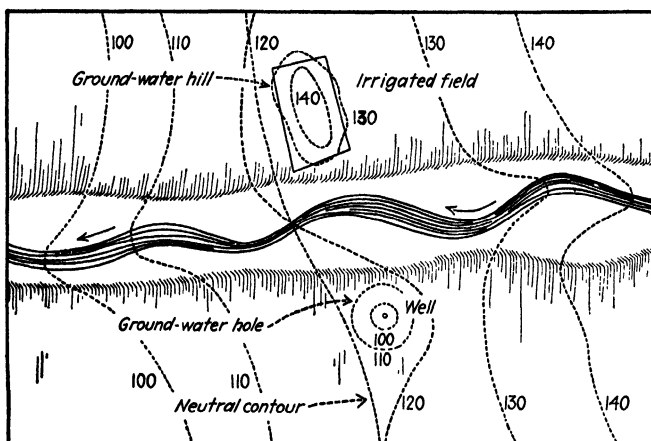 100
110
120
130
140
Ground-water hill
140
Irrigated field
130
Well
Ground-water hole
100
110
100
110
Neutral contour
120
130
140